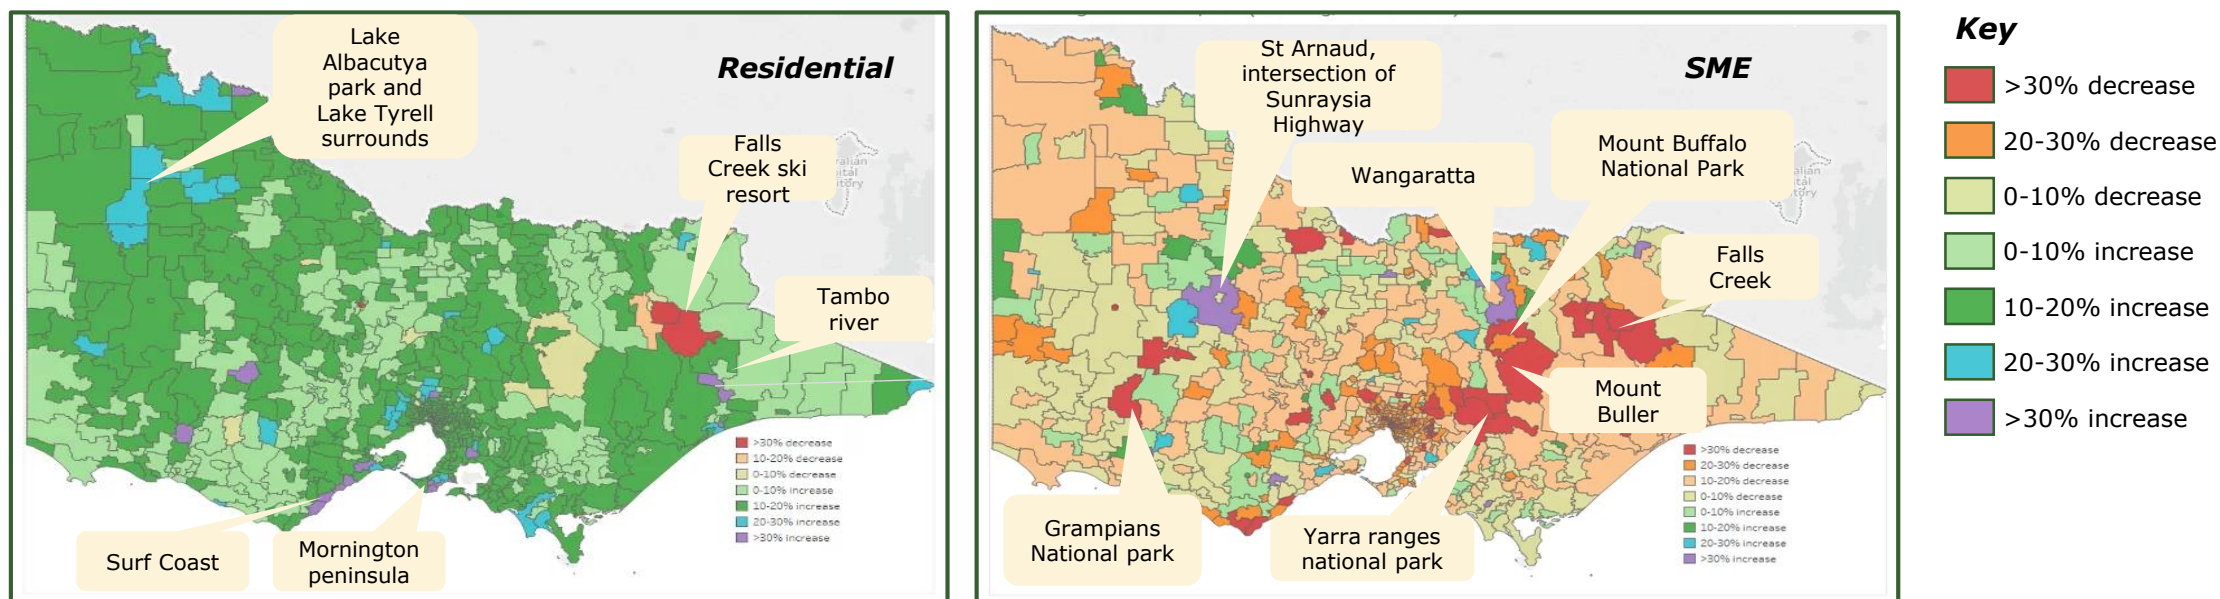 Residential
Lake
Albacutya
park and
Lake Tyrell
surrounds
Falls
Creek ski
resort
Tambo
river
Surf Coast
Mornington
peninsula
>30% decrease
10-20% decrease
0-10% decrease
0-10% increase
10-20% increase
20-30% increase
>30% increase
SME
St Arnaud,
intersection of
Sunraysia
Highway
Wangaratta
Mount Buffalo
National Park
Falls
Creek
Mount
Buller
Grampians
National park
Yarra ranges
national park
>30% decrease
20-30% decrease
10-20% decrease
0-10% decrease
0-10% increase
10-20% increase
20-30% increase
>30% increase
Key
>30% decrease
20-30% decrease
0-10% decrease
0-10% increase
10-20% increase
20-30% increase
>30% increase